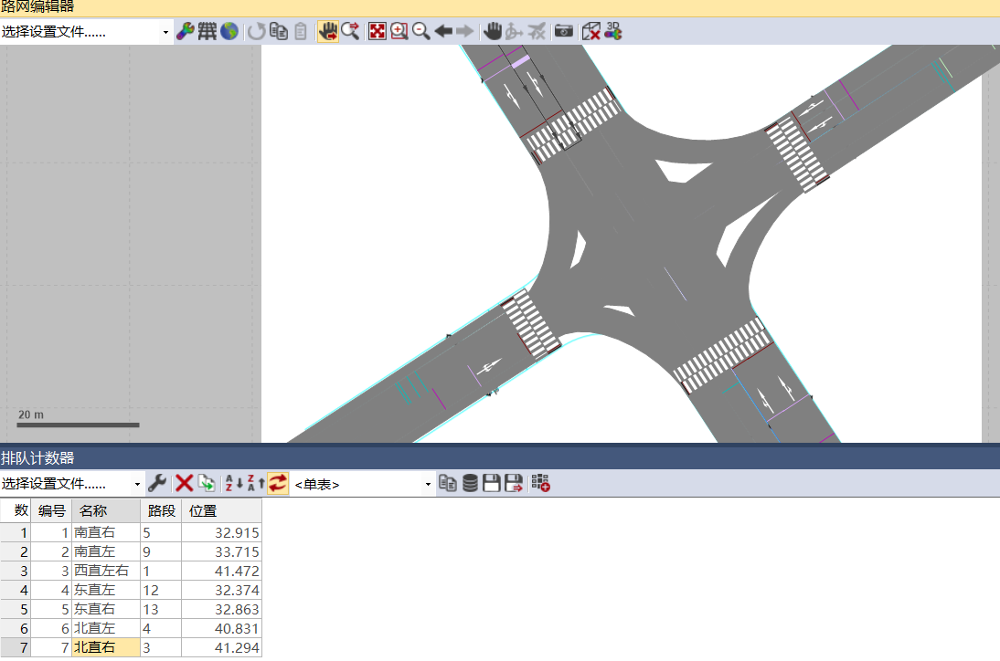 路网编辑器
选择设置文件......
3D
20 m
排队计数器
选择设置文件...... A Z Z A <单表>
数 编号 名称 路段 位置
1 1 南直右 5 32.915
2 2 南直左 9 33.715
3 3 西直左右 1 41.472
4 4 东直左 12 32.374
5 5 东直右 13 32.863
6 6 北直左 4 40.831
7 7 北直右 3 41.294